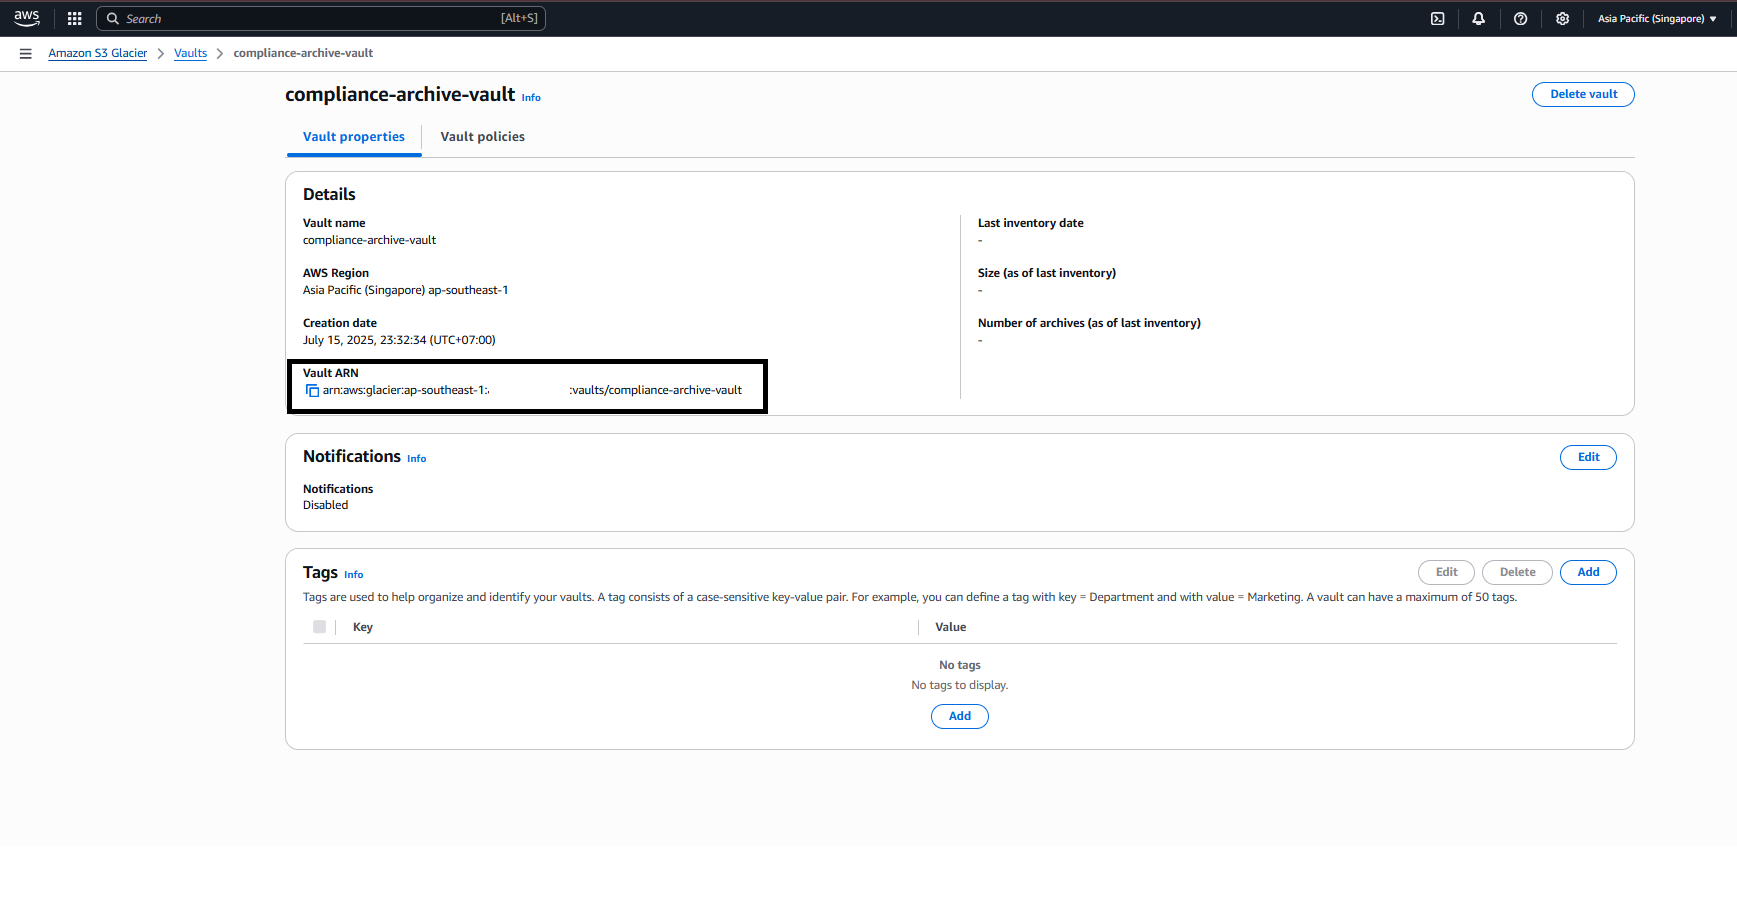 aws
Search [Alt+S]
Asia Pacific (Singapore)
Amazon S3 Glacier Vaults compliance-archive-vault
compliance-archive-vault Info
Delete vault
Vault properties Vault policies
Details
Vault name
compliance-archive-vault
AWS Region
Asia Pacific (Singapore) ap-southeast-1
Creation date
July 15, 2025, 23:32:34 (UTC+07:00)
Vault ARN
arn:aws:glacier:ap-southeast-1: :vaults/compliance-archive-vault
Last inventory date
-
Size (as of last inventory)
-
Number of archives (as of last inventory)
-
Notifications Info
Edit
Notifications
Disabled
Tags Info
Edit Delete Add
Tags are used to help organize and identify your vaults. A tag consists of a case-sensitive key-value pair. For example, you can define a tag with key = Department and with value = Marketing. A vault can have a maximum of 50 tags.
Key Value
No tags
No tags to display.
Add